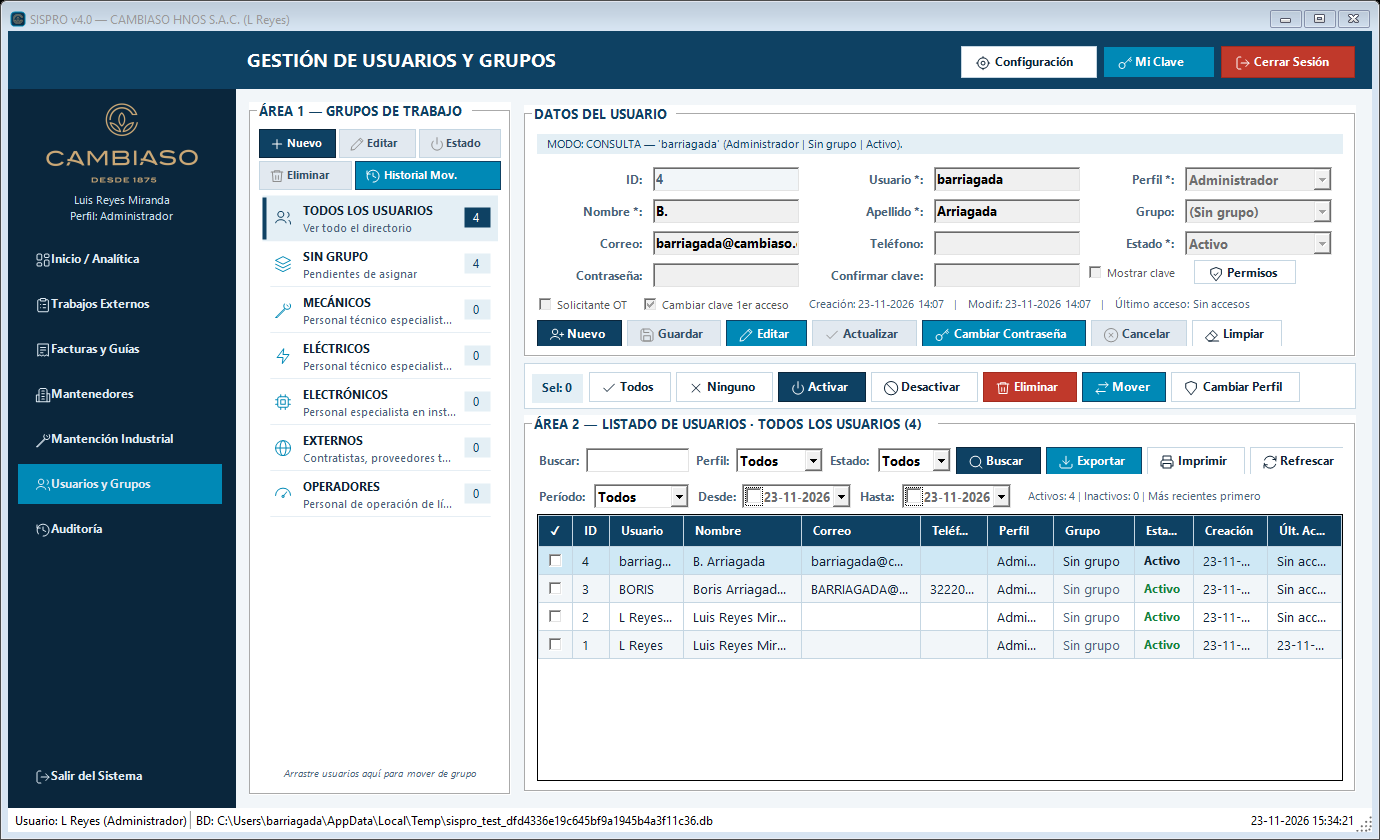 SISPRO v4.0 — CAMBIASO HNOS S.A.C. (L Reyes)
GESTIÓN DE USUARIOS Y GRUPOS
Configuración
Mi Clave
Cerrar Sesión
CAMBIASO
DESDE 1875
Luis Reyes Miranda
Perfil: Administrador
Inicio / Analítica
Trabajos Externos
Facturas y Guías
Mantenedores
Mantención Industrial
Usuarios y Grupos
Auditoría
Salir del Sistema
ÁREA 1 — GRUPOS DE TRABAJO
Nuevo Editar Estado
Eliminar Historial Mov.
TODOS LOS USUARIOS 4
Ver todo el directorio
SIN GRUPO 4
Pendientes de asignar
MECÁNICOS 0
Personal técnico especialist...
ELÉCTRICOS 0
Personal técnico especialist...
ELECTRÓNICOS 0
Personal especialista en inst...
EXTERNOS 0
Contratistas, proveedores t...
OPERADORES 0
Personal de operación de lí...
Arrastre usuarios aquí para mover de grupo
DATOS DEL USUARIO
MODO: CONSULTA — 'barriagada' (Administrador | Sin grupo | Activo).
ID: 4 Usuario *: barriagada Perfil *: Administrador
Nombre *: B. Apellido *: Arriagada Grupo: (Sin grupo)
Correo: barriagada@cambiaso. Teléfono: Estado *: Activo
Contraseña: Confirmar clave: Mostrar clave Permisos
Solicitante OT Cambiar clave 1er acceso Creación: 23-11-2026 14:07 | Modif.: 23-11-2026 14:07 | Último acceso: Sin accesos
Nuevo Guardar Editar Actualizar Cambiar Contraseña Cancelar Limpiar
Sel: 0 Todos Ninguno Activar Desactivar Eliminar Mover Cambiar Perfil
ÁREA 2 — LISTADO DE USUARIOS · TODOS LOS USUARIOS (4)
Buscar: Perfil: Todos Estado: Todos Buscar Exportar Imprimir Refrescar
Período: Todos Desde: 23-11-2026 Hasta: 23-11-2026 Activos: 4 | Inactivos: 0 | Más recientes primero
✓ ID Usuario Nombre Correo Teléf... Perfil Grupo Esta... Creación Últ. Ac...
4 barriag... B. Arriagada barriagada@c... Admi... Sin grupo Activo 23-11-... Sin acc...
3 BORIS Boris Arriagad... BARRIAGADA@... 32220... Admi... Sin grupo Activo 23-11-... Sin acc...
2 L Reyes... Luis Reyes Mir... Admi... Sin grupo Activo 23-11-... Sin acc...
1 L Reyes Luis Reyes Mir... Admi... Sin grupo Activo 23-11-... 23-11-...
Usuario: L Reyes (Administrador) BD: C:\Users\barriagada\AppData\Local\Temp\sispro_test_dfd4336e19c645bf9a1945b4a3f11c36.db 23-11-2026 15:34:21